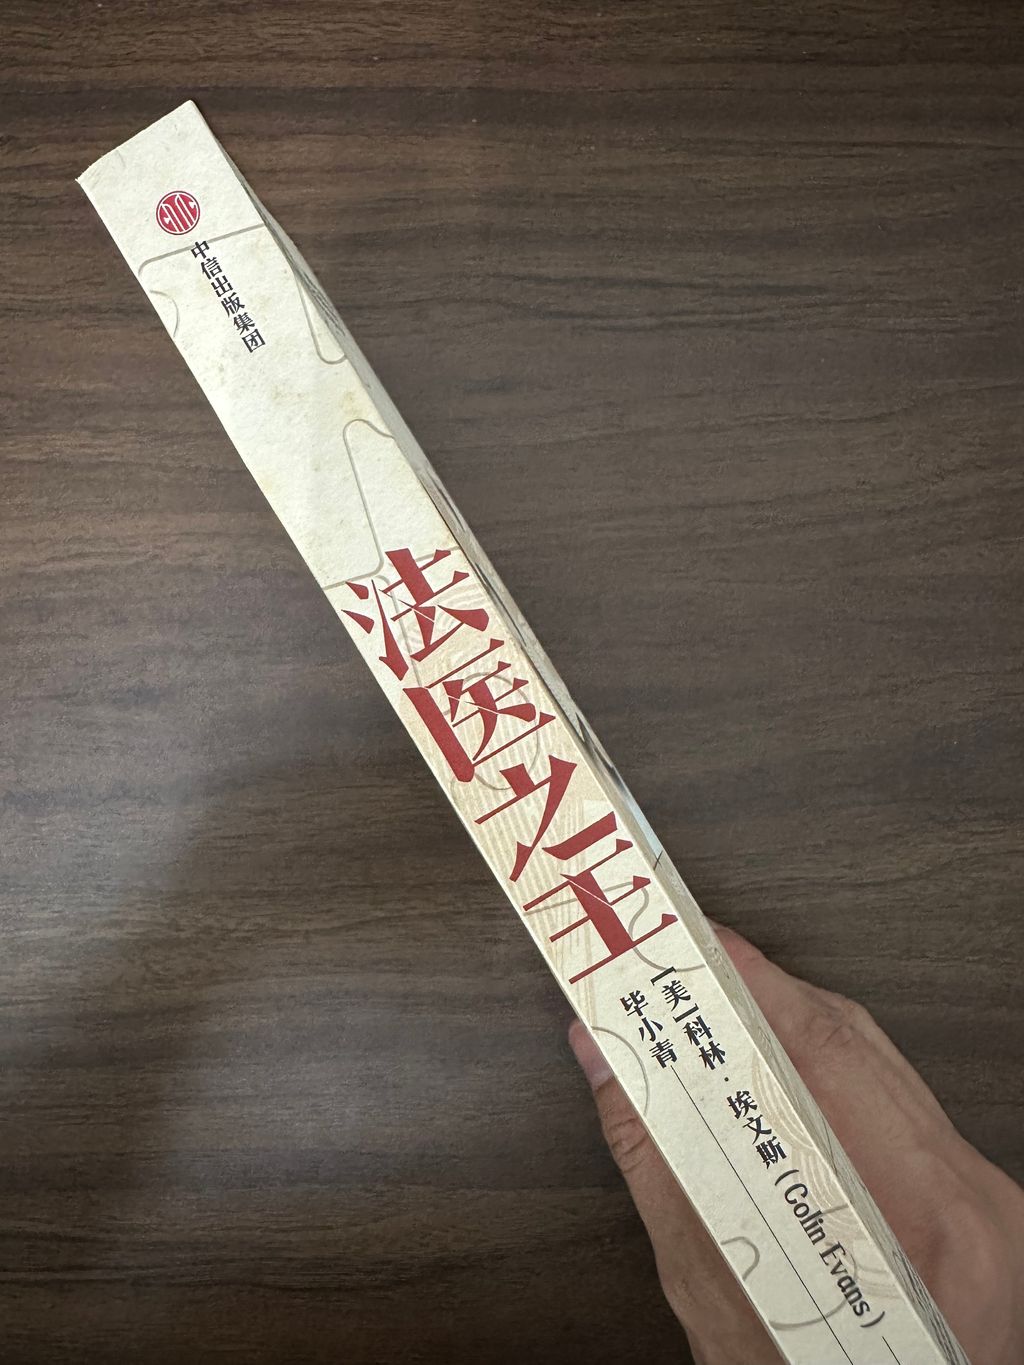 中信出版集团
法医之王
[美]科林·埃文斯 (Colin Evans)
毕小青